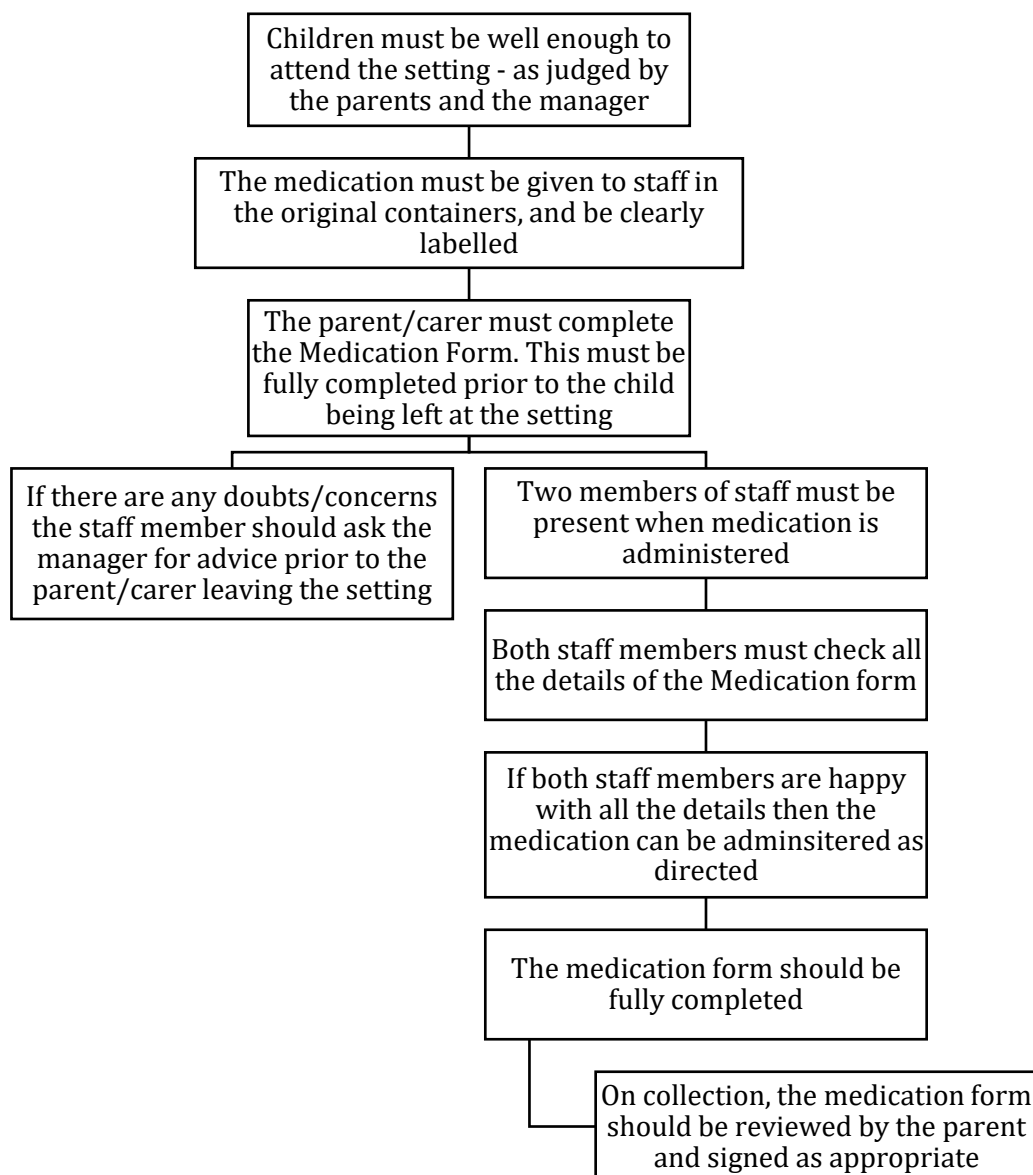 Children must be well enough to
attend the setting - as judged by
the parents and the manager
The medication must be given to staff in
the original containers, and be clearly
labelled
The parent/carer must complete
the Medication Form. This must be
fully completed prior to the child
being left at the setting
If there are any doubts/concerns
the staff member should ask the
manager for advice prior to the
parent/carer leaving the setting
Two members of staff must be
present when medication is
administered
Both staff members must check all
the details of the Medication form
If both staff members are happy
with all the details then the
medication can be adminsitered as
directed
The medication form should be
fully completed
On collection, the medication form
should be reviewed by the parent
and signed as appropriate